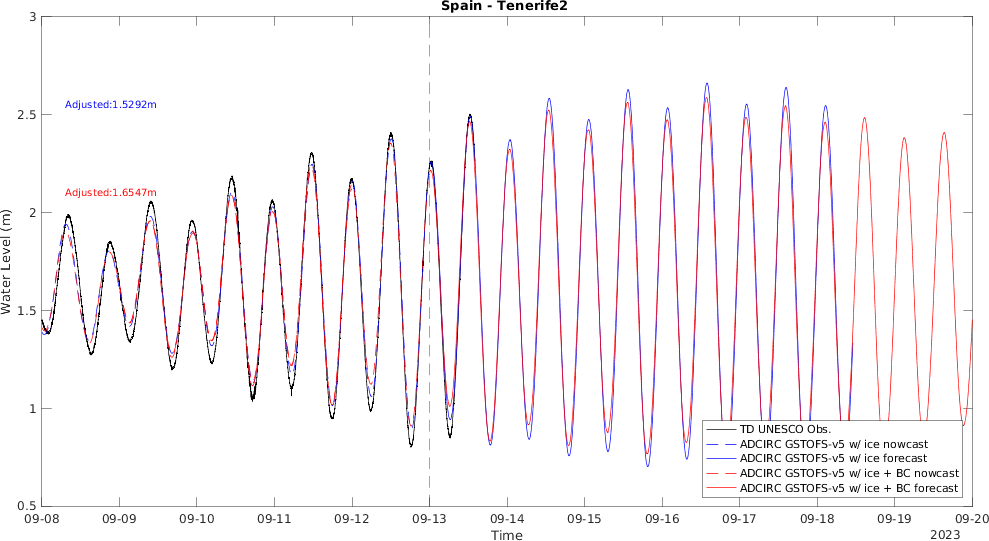 Spain - Tenerife2
3
2.5
2
1.5
1
0.5
Water Level (m)
Adjusted:1.5292m
Adjusted:1.6547m
TD UNESCO Obs.
ADCIRC GSTOFS-v5 w/ ice nowcast
ADCIRC GSTOFS-v5 w/ ice forecast
ADCIRC GSTOFS-v5 w/ ice + BC nowcast
ADCIRC GSTOFS-v5 w/ ice + BC forecast
09-08 09-09 09-10 09-11 09-12 09-13 09-14 09-15 09-16 09-17 09-18 09-19 09-20
Time
2023